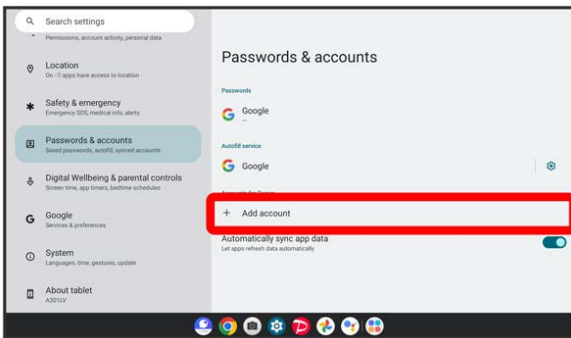 Search settings
Permissions, account activity, personal data
Location
apps have access to location
Safety & emergency
Emergency SOS, medical info, alerts
Passwords & accounts
Saved passwords, autofill, synced accounts
Digital Wellbeing & parental controls
Screen time, app timers, bedtime schedules
Google
Services & preferences
System
Languages, time, gestures, update
About tablet
A301LV
Passwords & accounts
Passwords
Google
Autofill service
Google
Accounts for
+ Add account
Automatically sync app data
Let apps refresh data automatically